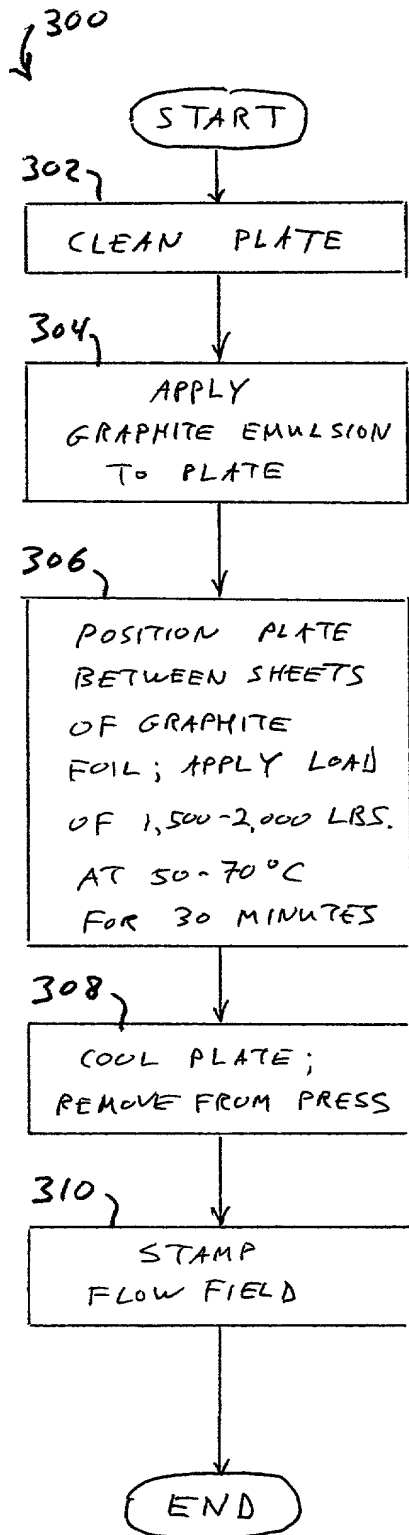 300
START
302
CLEAN PLATE
304
APPLY
GRAPHITE EMULSION
TO PLATE
306
POSITION PLATE
BETWEEN SHEETS
OF GRAPHITE
FOIL; APPLY LOAD
OF 1,500-2,000 LBS.
AT 50-70°C
FOR 30 MINUTES
308
COOL PLATE;
REMOVE FROM PRESS
310
STAMP
FLOW FIELD
END